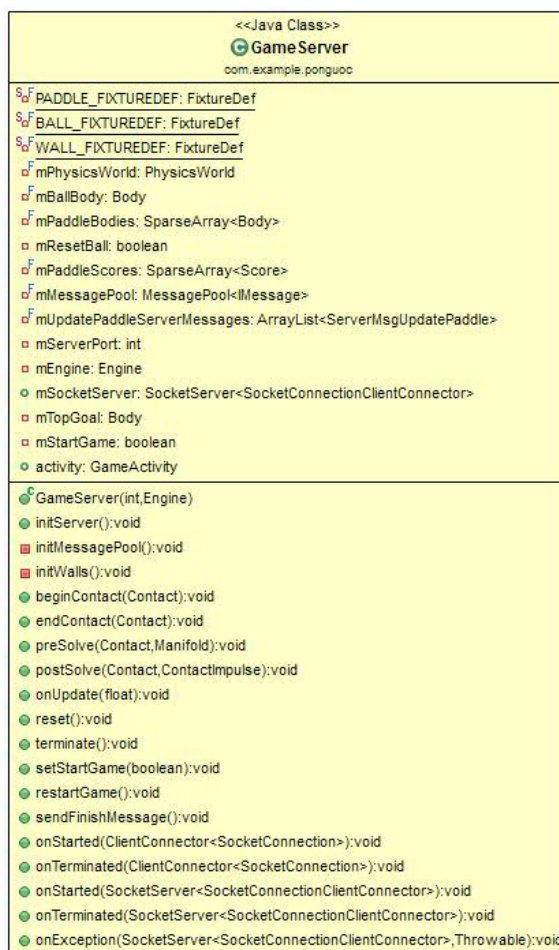 <<Java Class>>
GameServer
com.example.ponguoc
PADDLE_FIXTUREDEF: FixtureDef
BALL_FIXTUREDEF: FixtureDef
WALL_FIXTUREDEF: FixtureDef
mPhysicsWorld: PhysicsWorld
mBallBody: Body
mPaddleBodies: SparseArray<Body>
mResetBall: boolean
mPaddleScores: SparseArray<Score>
mMessagePool: MessagePool<IMessage>
mUpdatePaddleServerMessages: ArrayList<ServerMsgUpdatePaddle>
mServerPort: int
mEngine: Engine
mSocketServer: SocketServer<SocketConnectionClientConnector>
mTopGoal: Body
mStartGame: boolean
activity: GameActivity
GameServer(int,Engine)
initServer():void
initMessagePool():void
initWalls():void
beginContact(Contact):void
endContact(Contact):void
preSolve(Contact,Manifold):void
postSolve(Contact,ContactImpulse):void
onUpdate(float):void
reset():void
terminate():void
setStartGame(boolean):void
restartGame():void
sendFinishMessage():void
onStarted(ClientConnector<SocketConnection>):void
onTerminated(ClientConnector<SocketConnection>):void
onStarted(SocketServer<SocketConnectionClientConnector>):void
onTerminated(SocketServer<SocketConnectionClientConnector>):void
onException(SocketServer<SocketConnectionClientConnector>,Throwable):void